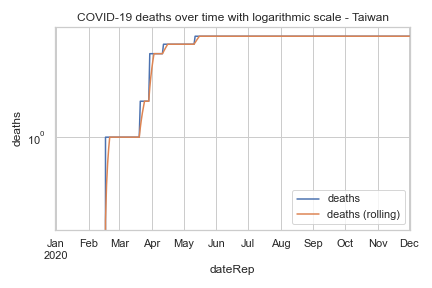 COVID-19 deaths over time with logarithmic scale - Taiwan
deaths
10⁰
deaths
deaths (rolling)
Jan Feb Mar Apr May Jun Jul Aug Sep Oct Nov Dec
2020
dateRep